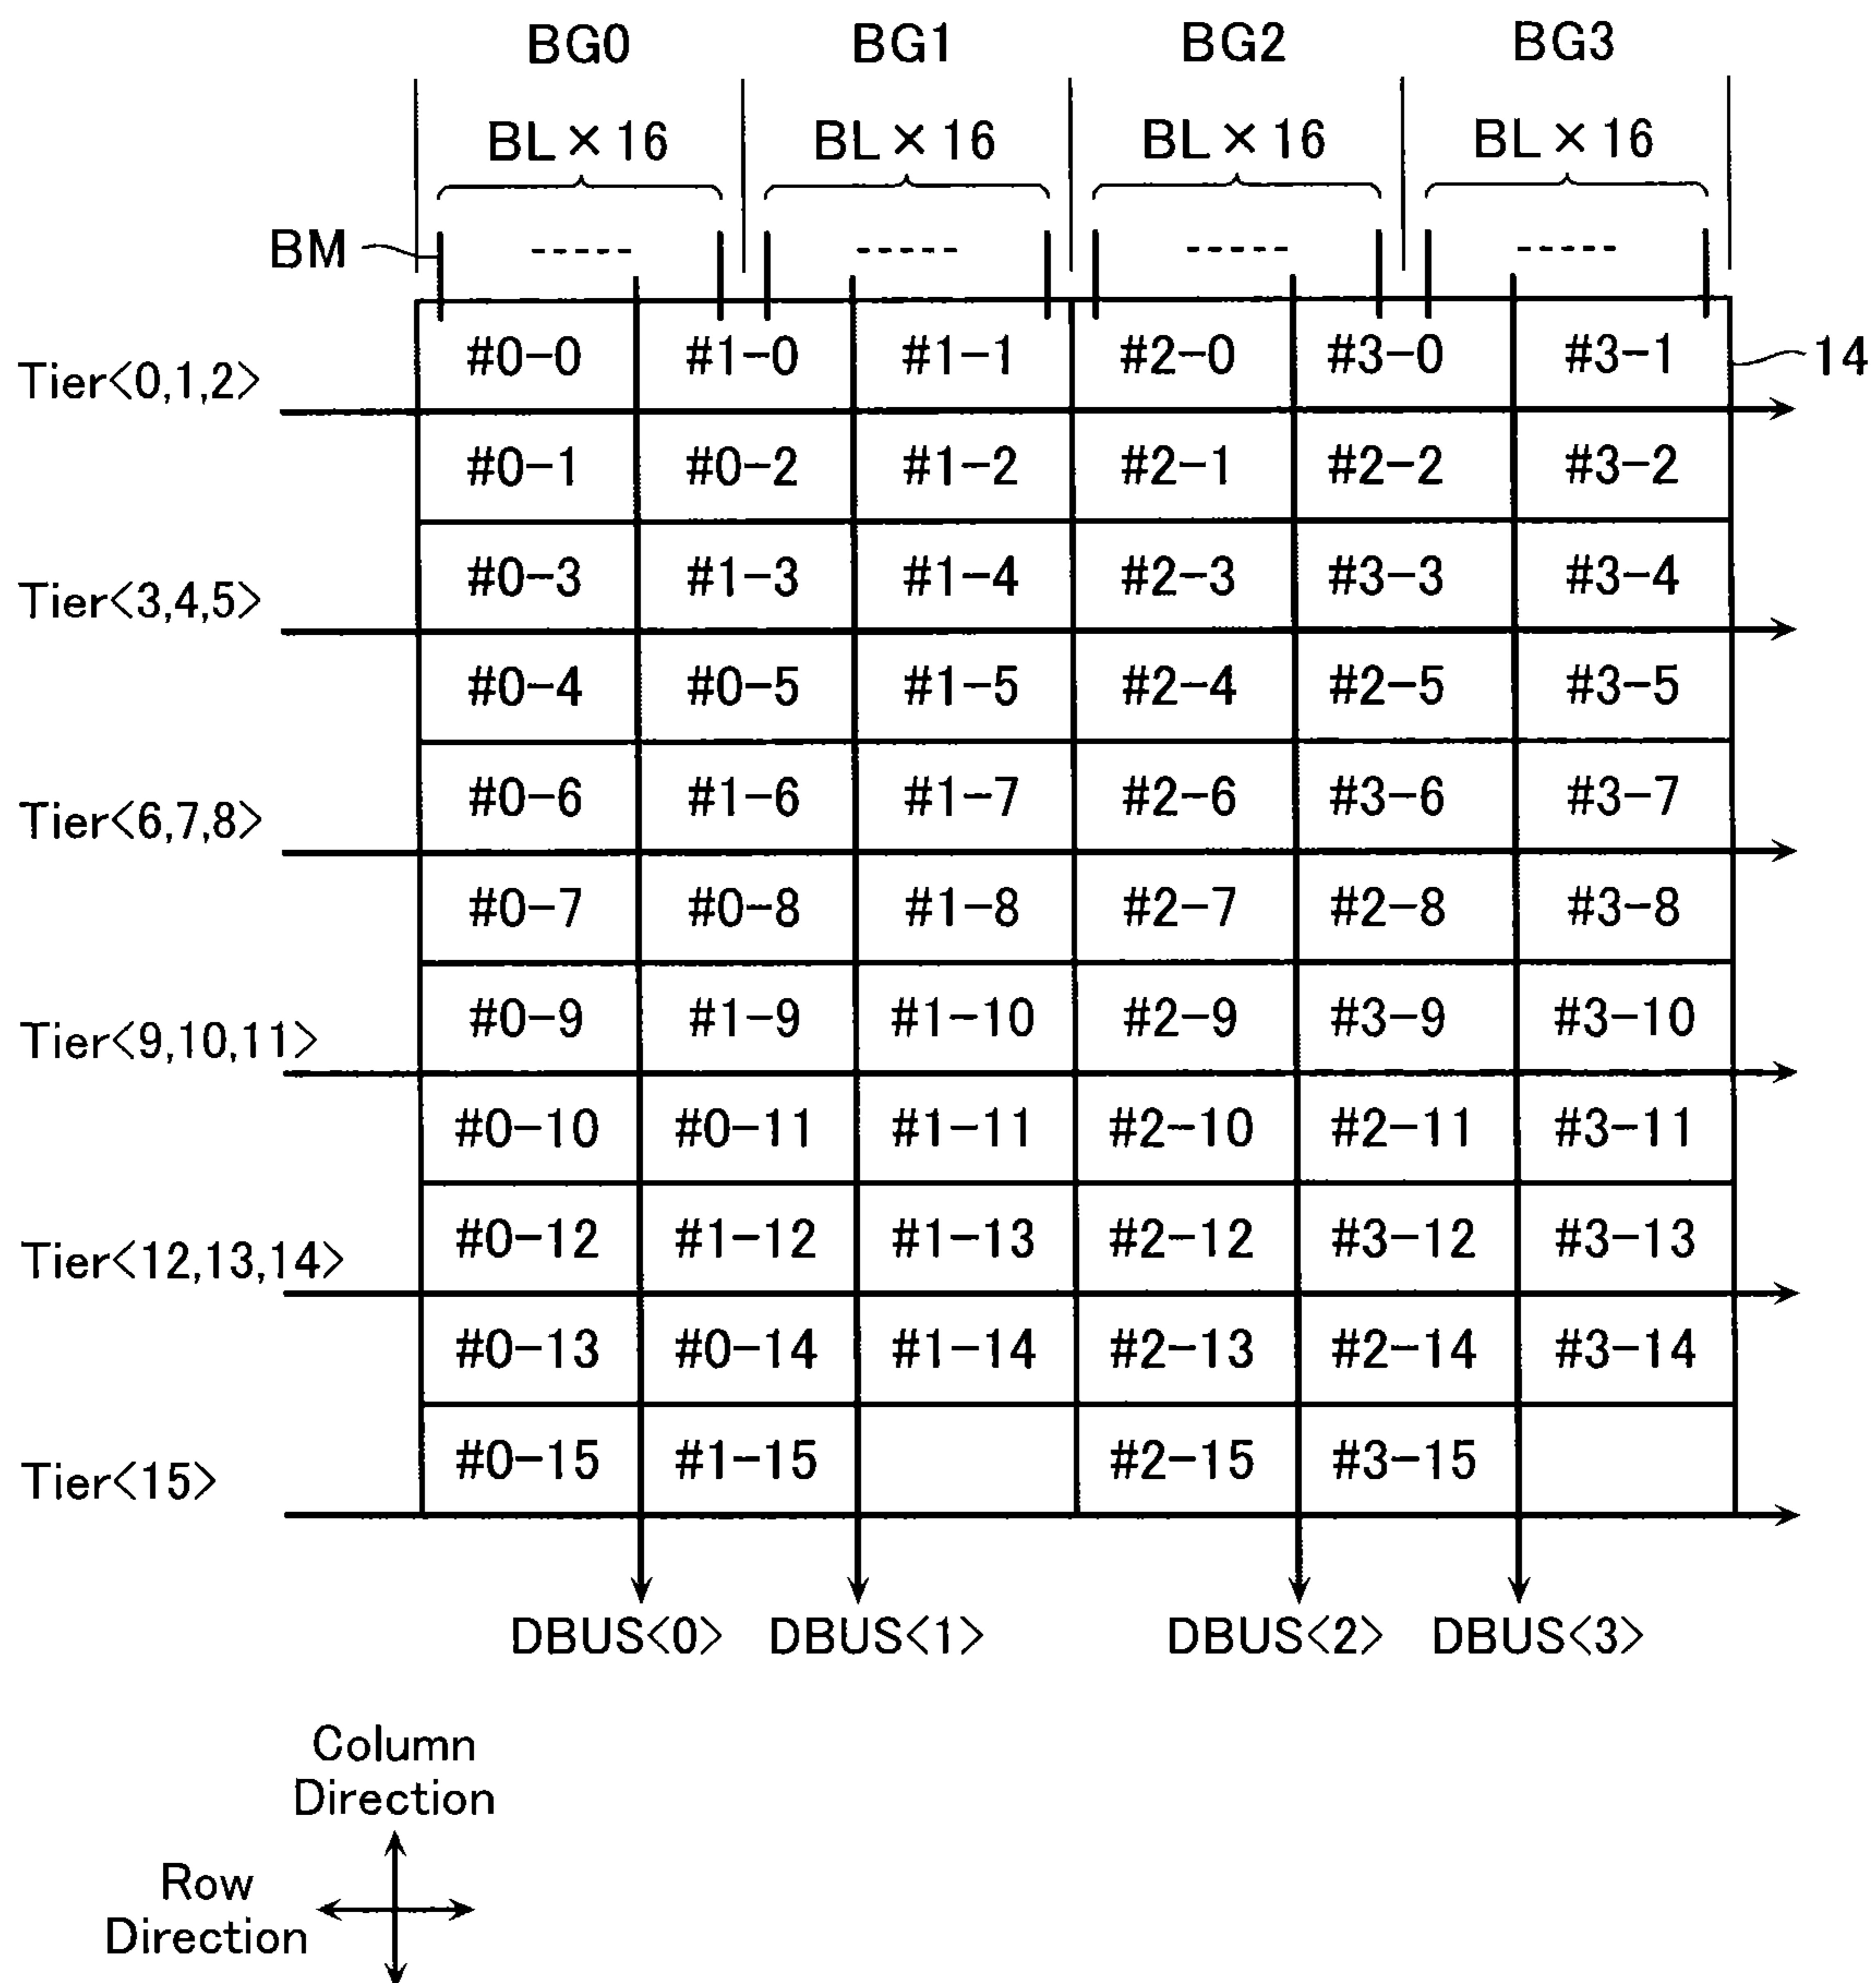 BG0 BG1 BG2 BG3
BL×16 BL×16 BL×16 BL×16
BM
#0-0 #1-0 #1-1 #2-0 #3-0 #3-1 14
Tier<0,1,2>
#0-1 #0-2 #1-2 #2-1 #2-2 #3-2
#0-3 #1-3 #1-4 #2-3 #3-3 #3-4
Tier<3,4,5>
#0-4 #0-5 #1-5 #2-4 #2-5 #3-5
#0-6 #1-6 #1-7 #2-6 #3-6 #3-7
Tier<6,7,8>
#0-7 #0-8 #1-8 #2-7 #2-8 #3-8
#0-9 #1-9 #1-10 #2-9 #3-9 #3-10
Tier<9,10,11>
#0-10 #0-11 #1-11 #2-10 #2-11 #3-11
#0-12 #1-12 #1-13 #2-12 #3-12 #3-13
Tier<12,13,14>
#0-13 #0-14 #1-14 #2-13 #2-14 #3-14
#0-15 #1-15 #2-15 #3-15
Tier<15>
DBUS<0> DBUS<1> DBUS<2> DBUS<3>
Column
Direction
Row
Direction